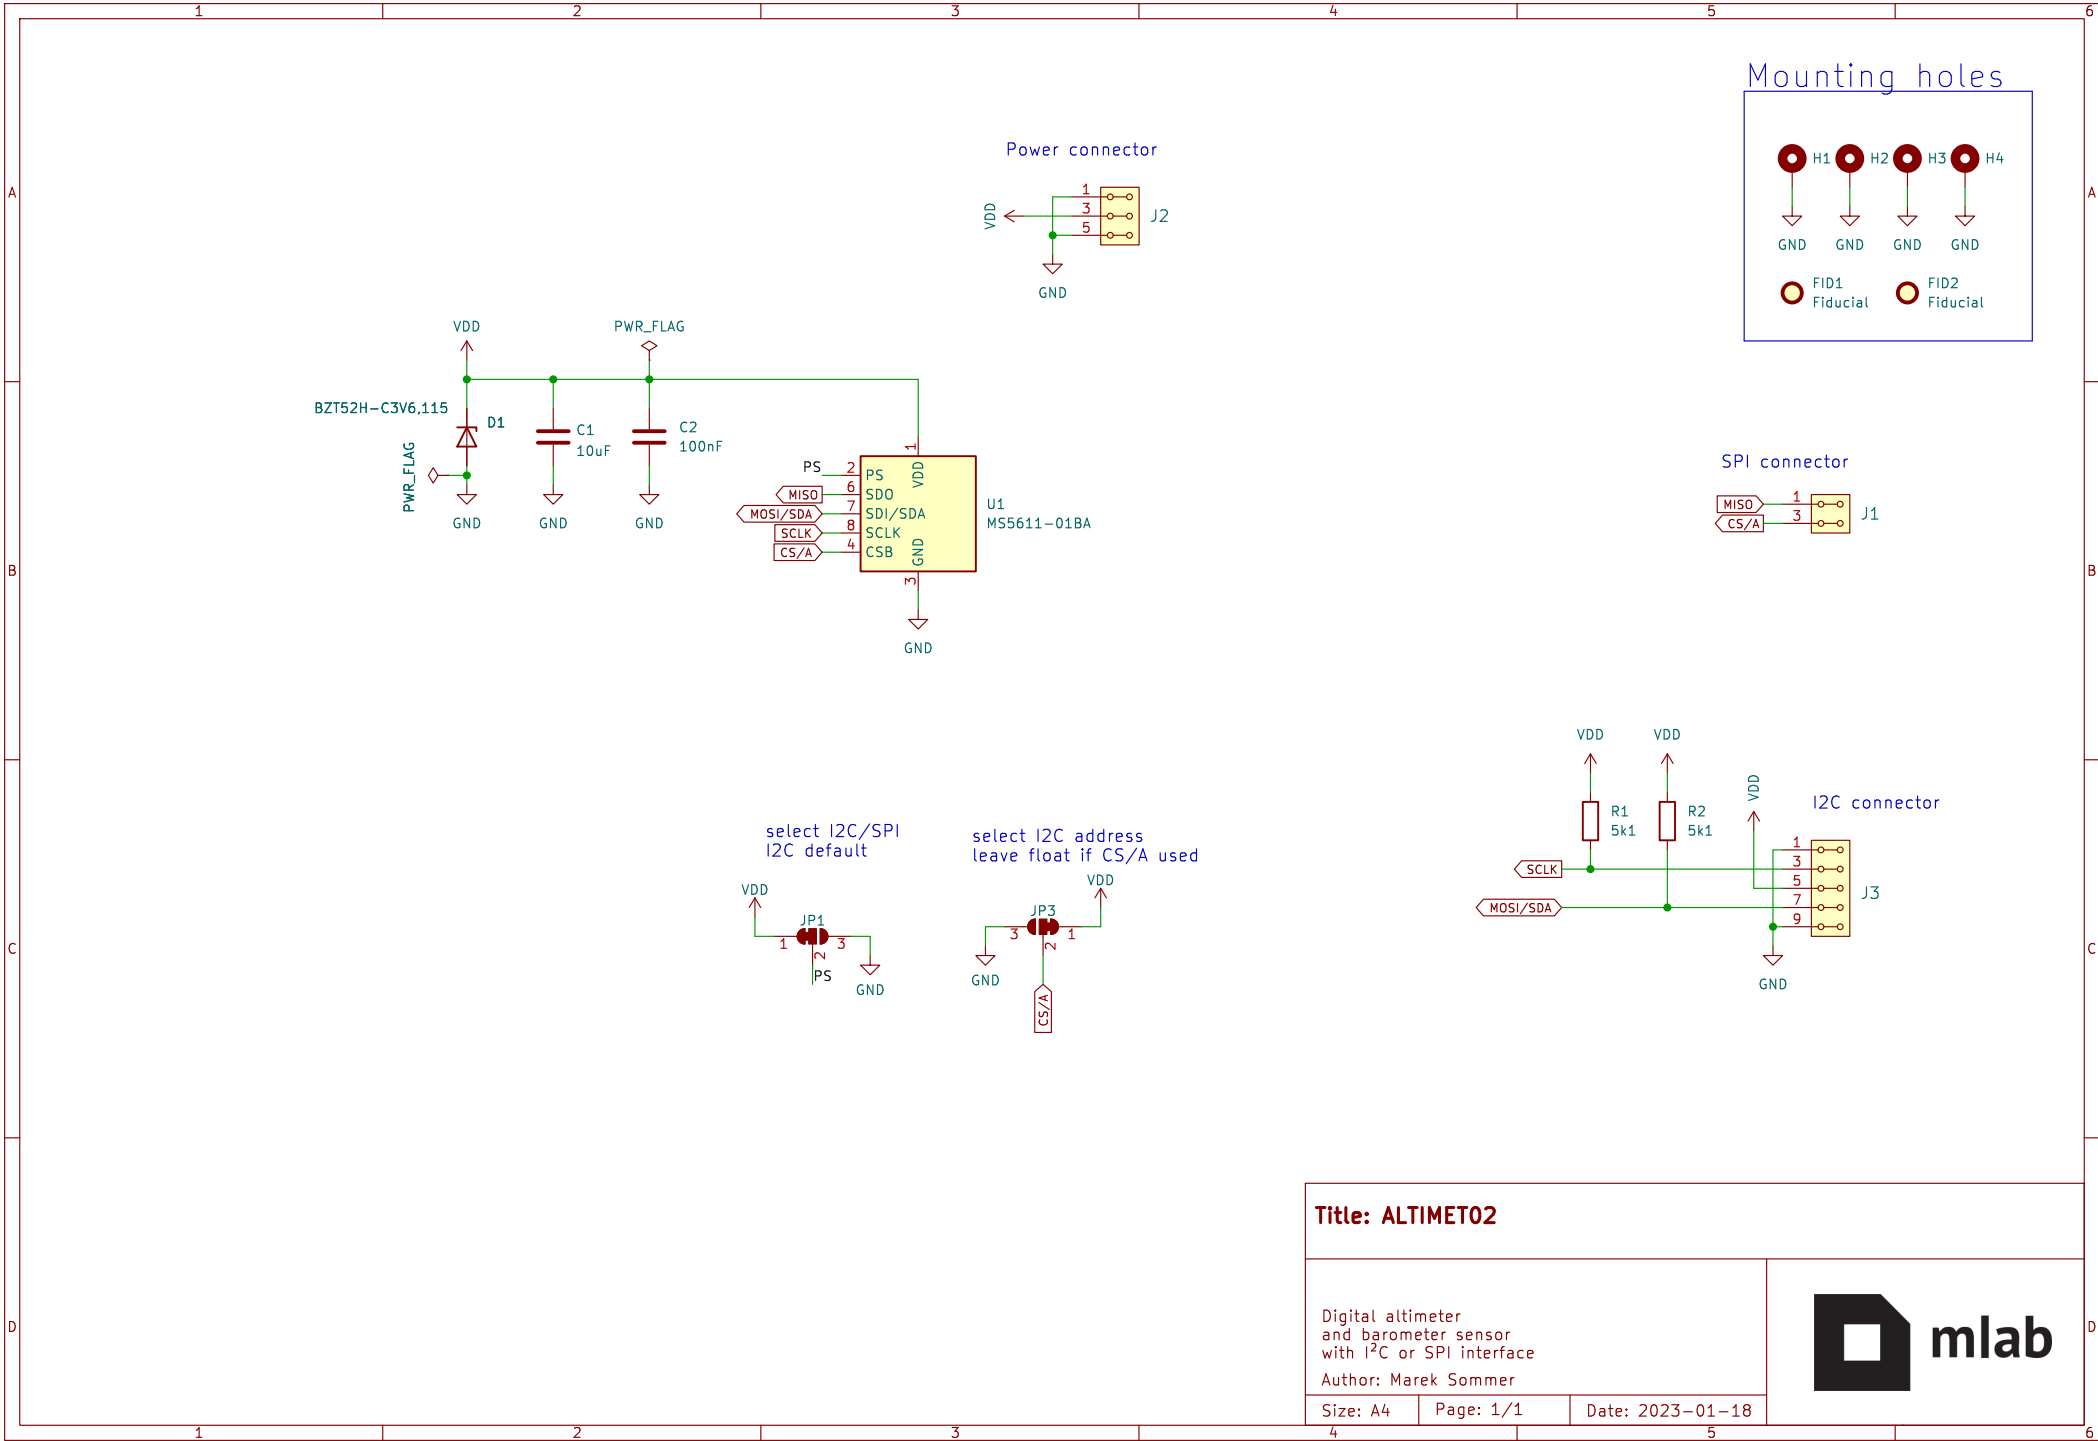 1 2 3 4 5 6
A
B
C
D
A
B
C
D
Mounting holes
H1 H2 H3 H4
GND GND GND GND
FID1
Fiducial
FID2
Fiducial
Power connector
VDD
1
3
5
J2
GND
VDD
PWR_FLAG
BZT52H-C3V6,115
D1
PWR_FLAG
GND
C1
10uF
GND
C2
100nF
GND
PS
MISO
MOSI/SDA
SCLK
CS/A
2
6
7
8
4
1
3
PS
SDO
SDI/SDA
SCLK
CSB
VDD
GND
U1
MS5611-01BA
GND
SPI connector
MISO
CS/A
1
3
J1
VDD VDD
VDD
I2C connector
R1
5k1
R2
5k1
SCLK
MOSI/SDA
1
3
5
7
9
J3
GND
select I2C/SPI
I2C default
VDD
JP1
1
2
3
PS
GND
select I2C address
leave float if CS/A used
VDD
JP3
3
2
1
GND
CS/A
Title: ALTIMET02
Digital altimeter
and barometer sensor
with I²C or SPI interface
Author: Marek Sommer
Size: A4
Page: 1/1
Date: 2023-01-18
mlab
1 2 3 4 5 6